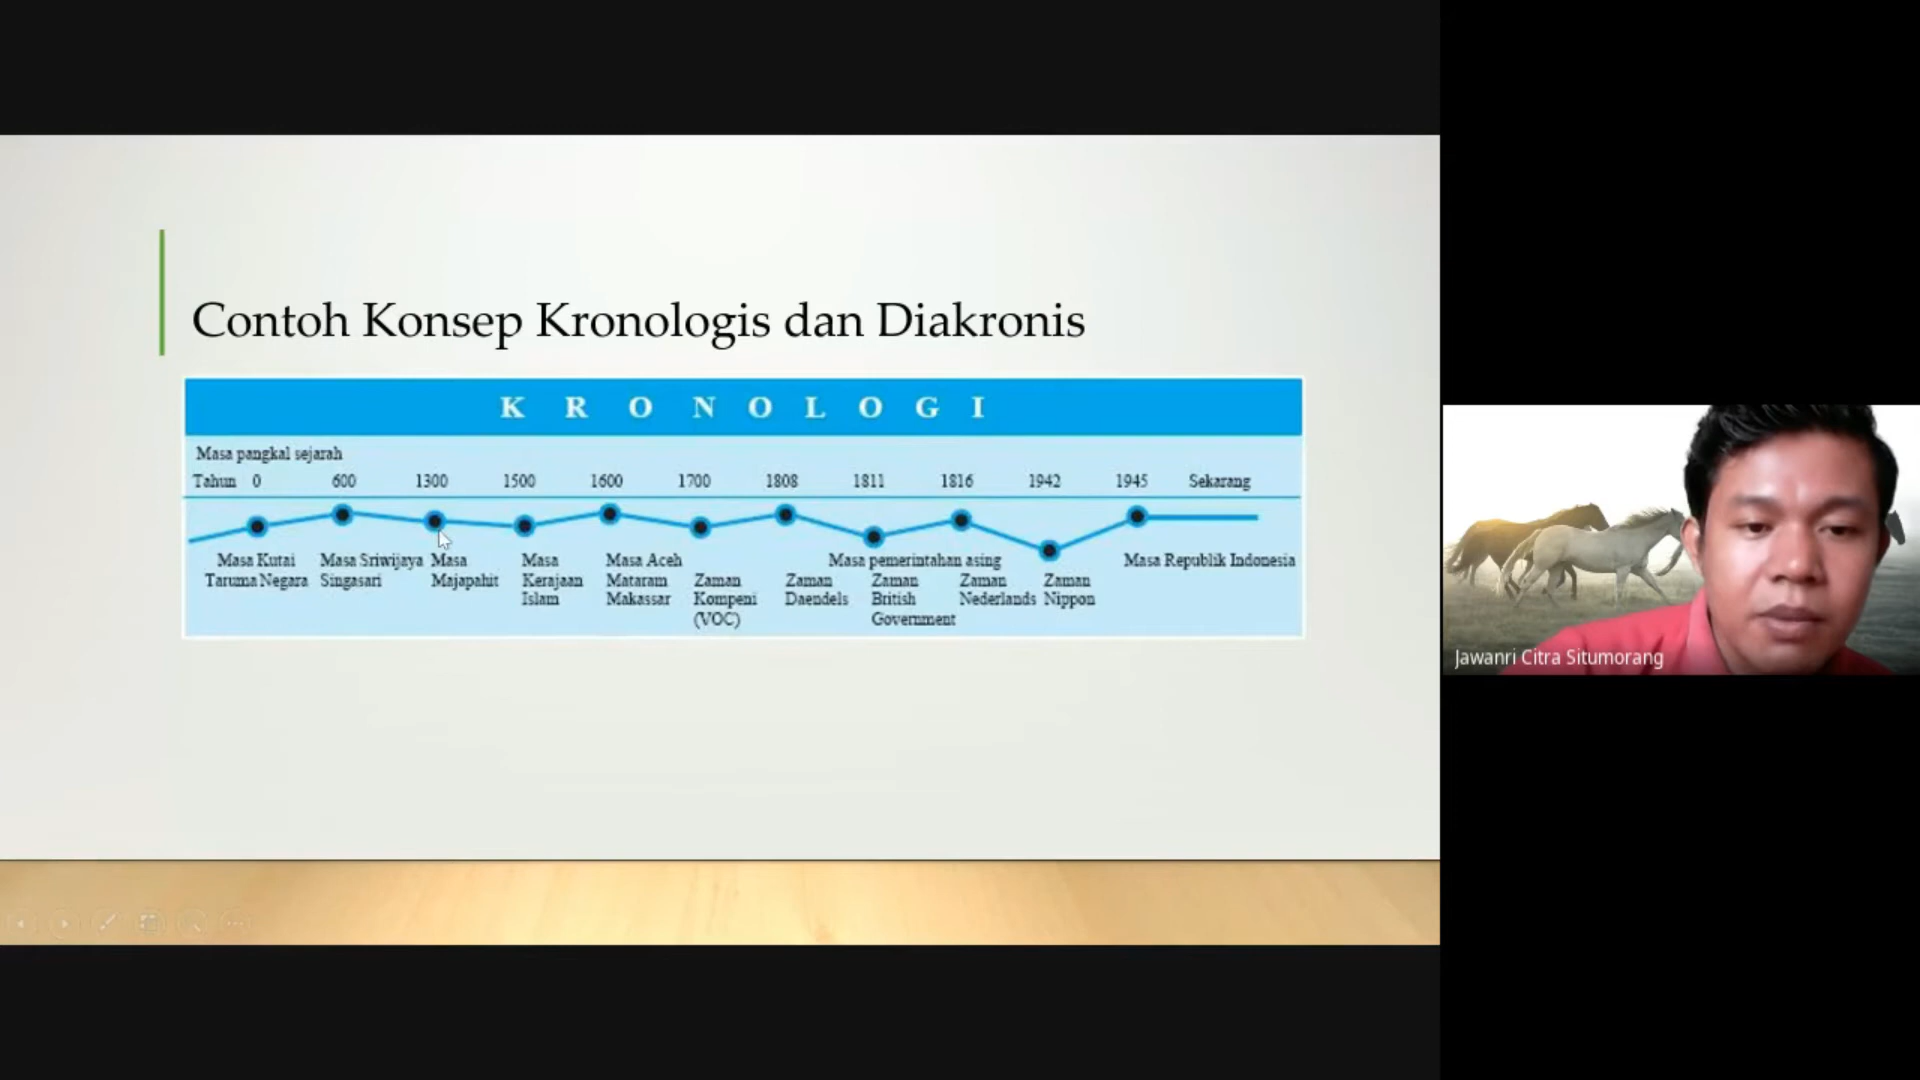 Contoh Konsep Kronologis dan Diakronis
K R O N O L O G I
Masa pangkal sejarah
Tahun 0 600 1300 1500 1600 1700 1808 1811 1816 1942 1945 Sekarang
Masa Kutai
Taruma Negara
Masa Sriwijaya
Singasari
Masa
Majapahit
Masa
Kerajaan
Islam
Masa Aceh
Mataram
Makassar
Zaman
Kompeni
(VOC)
Masa pemerintahan asing
Zaman
Daendels
Zaman
British
Government
Zaman
Nederlands
Zaman
Nippon
Masa Republik Indonesia
Jawanri Citra Situmorang